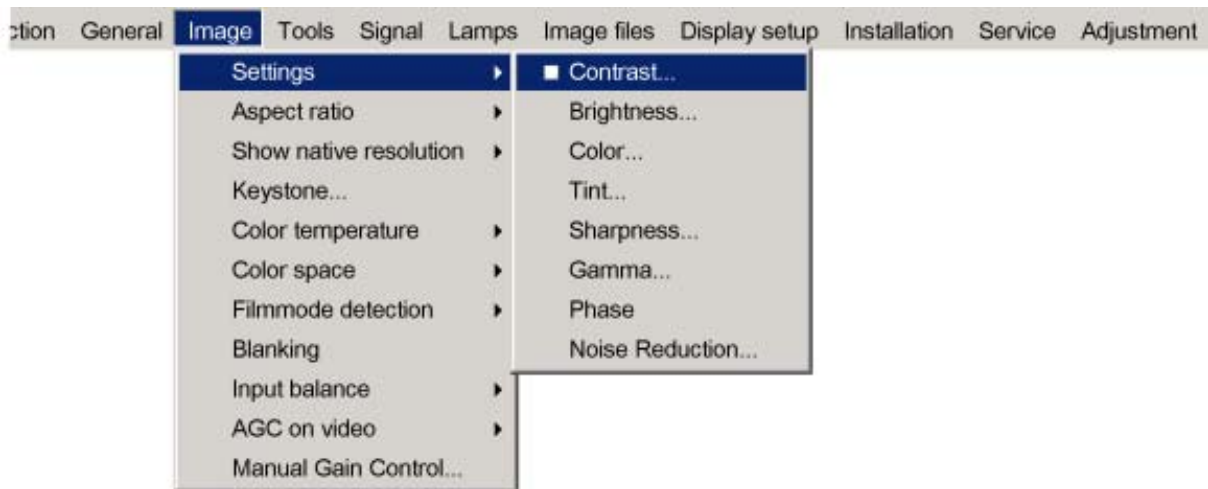 ction General Image Tools Signal Lamps Image files Display setup Installation Service Adjustment
Settings
Aspect ratio
Show native resolution
Keystone...
Color temperature
Color space
Filmmode detection
Blanking
Input balance
AGC on video
Manual Gain Control...
Contrast...
Brightness...
Color...
Tint...
Sharpness...
Gamma...
Phase
Noise Reduction...